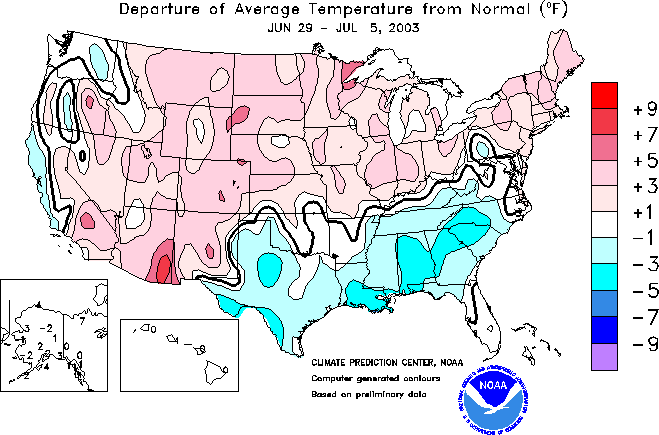 Departure of Average Temperature from Normal (°F)
JUN 29 - JUL 5, 2003
+9
+7
+5
+3
+1
-1
-3
-5
-7
-9
7
3 -2
1
2
2 3 0
-2 4 1
0
1
-0
0
CLIMATE PREDICTION CENTER, NOAA
Computer generated contours
Based on preliminary data
NOAA